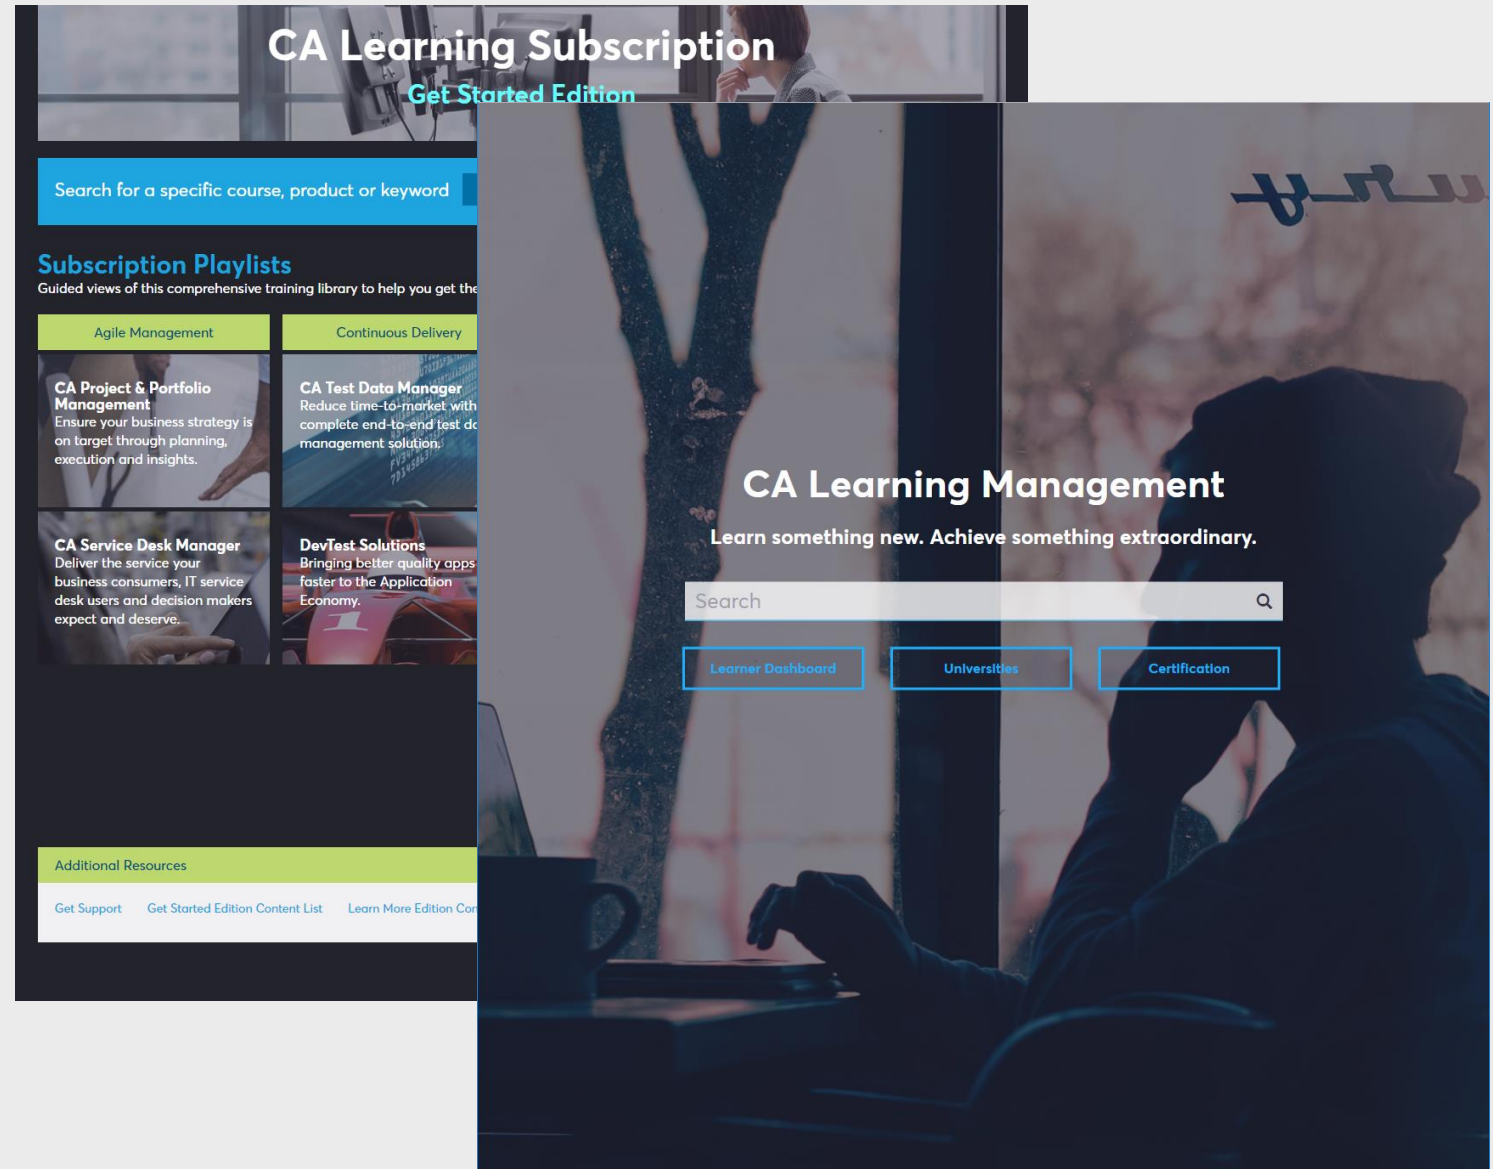 CA Learning Subscription
Get Started Edition
Search for a specific course, product or keyword
Subscription Playlists
Guided views of this comprehensive training library to help you get the
Agile Management
Continuous Delivery
CA Project & Portfolio
Management
Ensure your business strategy is
on target through planning,
execution and insights.
CA Test Data Manager
Reduce time-to-market with
complete end-to-end test
management solution.
CA Service Desk Manager
Deliver the service your
business consumers, IT service
desk users and decision makers
expect and deserve.
DevTest Solutions
Bringing better quality apps
faster to the Application
Economy.
1
Additional Resources
Get Support
Get Started Edition Content List
Learn More Edition
CA Learning Management
Learn something new. Achieve something extraordinary.
Search
Learner Dashboard
Universities
Certification